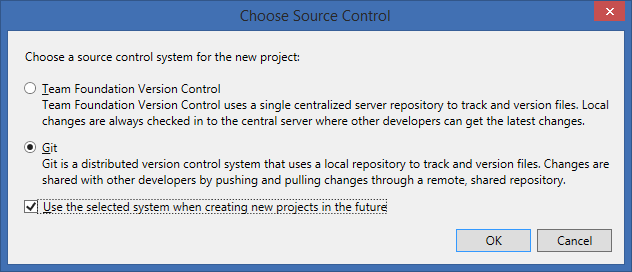 Choose Source Control
Choose a source control system for the new project:
Team Foundation Version Control
Team Foundation Version Control uses a single centralized server repository to track and version files. Local
changes are always checked in to the central server where other developers can get the latest changes.
Git
Git is a distributed version control system that uses a local repository to track and version files. Changes are
shared with other developers by pushing and pulling changes through a remote, shared repository.
Use the selected system when creating new projects in the future
OK Cancel